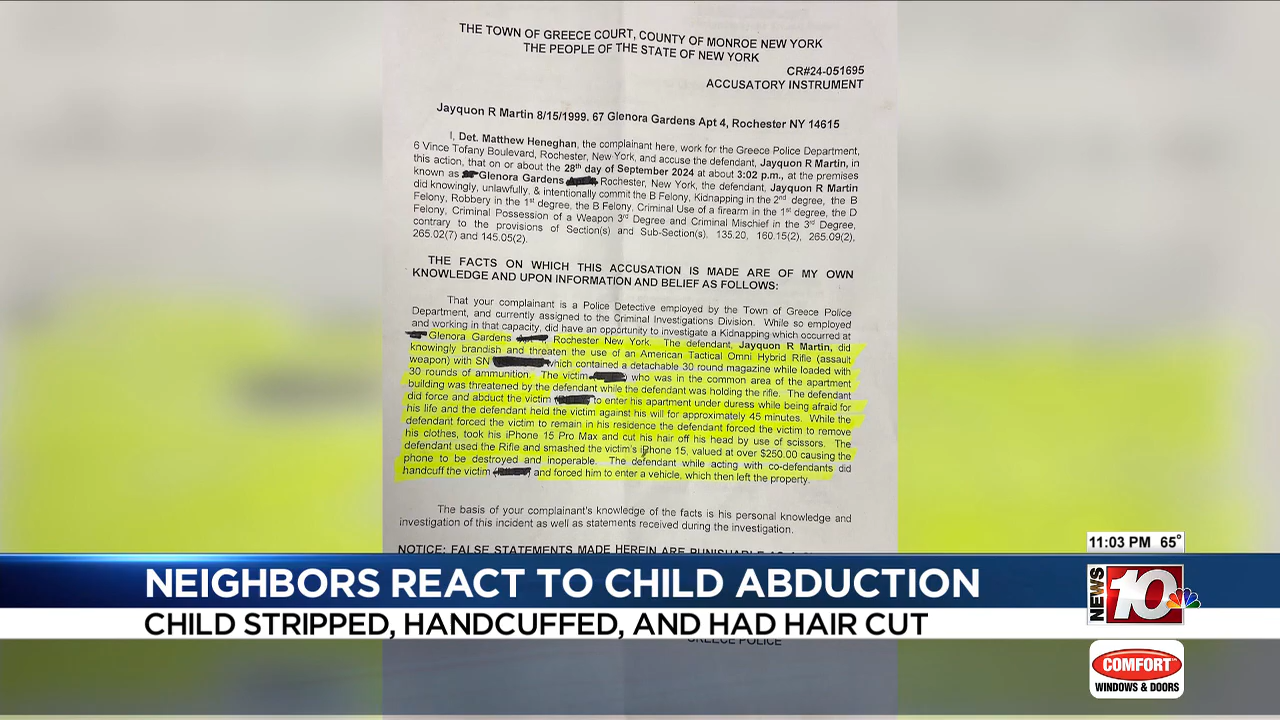 THE TOWN OF GREECE COURT, COUNTY OF MONROE NEW YORK
THE PEOPLE OF THE STATE OF NEW YORK
CR#24-051695
ACCUSATORY INSTRUMENT
Jayquon R Martin 8/15/1999. 67 Glenora Gardens Apt 4, Rochester NY 14615
I, Det. Matthew Heneghan, the complainant here, work for the Greece Police Department,
6 Vince Tofany Boulevard, Rochester, New York, and accuse the defendant, Jayquon R Martin, in
this action, that on or about the 28th day of September 2024 at about 3:02 p.m., at the premises
known as Glenora Gardens Rochester, New York, the defendant, Jayquon R Martin
did knowingly, unlawfully, & intentionally commit the B Felony, Kidnapping in the 2nd degree, the B
Felony, Robbery in the 1st degree, the B Felony, Criminal Use of a firearm in the 1st degree, the D
Felony, Criminal Possession of a Weapon 3rd Degree and Criminal Mischief in the 3rd Degree,
contrary to the provisions of Section(s) and Sub-Section(s). 135.20, 160.15(2), 265.09(2),
265.02(7) and 145.05(2).
THE FACTS ON WHICH THIS ACCUSATION IS MADE ARE OF MY OWN
KNOWLEDGE AND UPON INFORMATION AND BELIEF AS FOLLOWS:
That your complainant is a Police Detective employed by the Town of Greece Police
Department, and currently assigned to the Criminal Investigations Division. While so employed
and working in that capacity, did have an opportunity to investigate a Kidnapping which occurred at
Glenora Gardens Rochester New York. The defendant, Jayquon R Martin, did
knowingly brandish and threaten the use of an American Tactical Omni Hybrid Rifle (assault
weapon) with SN which contained a detachable 30 round magazine while loaded with
30 rounds of ammunition. The victim who was in the common area of the apartment
building was threatened by the defendant while the defendant was holding the rifle. The defendant
did force and abduct the victim to enter his apartment under duress while being afraid for
his life and the defendant held the victim against his will for approximately 45 minutes. While the
defendant forced the victim to remain in his residence the defendant forced the victim to remove
his clothes, took his iPhone 15 Pro Max and cut his hair off his head by use of scissors. The
defendant used the Rifle and smashed the victim's iPhone 15, valued at over $250.00 causing the
phone to be destroyed and inoperable. The defendant while acting with co-defendants did
handcuff the victim and forced him to enter a vehicle, which then left the property.
The basis of your complainant's knowledge of the facts is his personal knowledge and
investigation of this incident as well as statements received during the investigation.
NOTICE: FALSE STATEMENTS MADE HEREIN ARE PUNISHABLE AS A
11:03 PM 65°
NEIGHBORS REACT TO CHILD ABDUCTION
NEWS 10
CHILD STRIPPED, HANDCUFFED, AND HAD HAIR CUT
GREECE POLICE
COMFORT
WINDOWS & DOORS